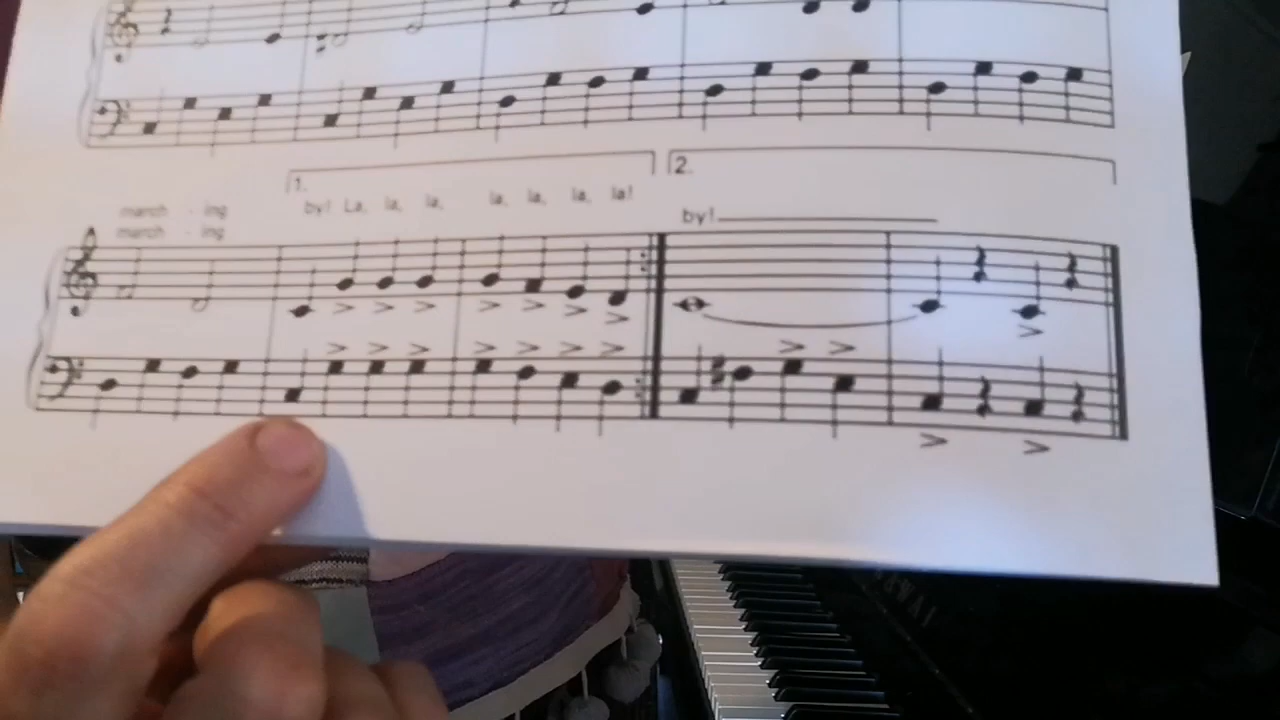 1.
2.
march - ing
march - ing
by! La, la, la, la, la, la, la!
by!